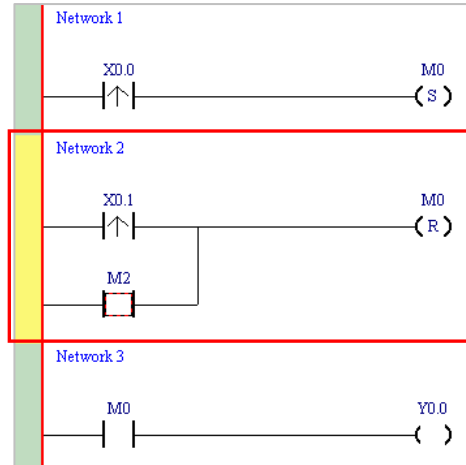 Network 1
X0.0 M0
S
Network 2
X0.1 M0
R
M2
Network 3
M0 Y0.0